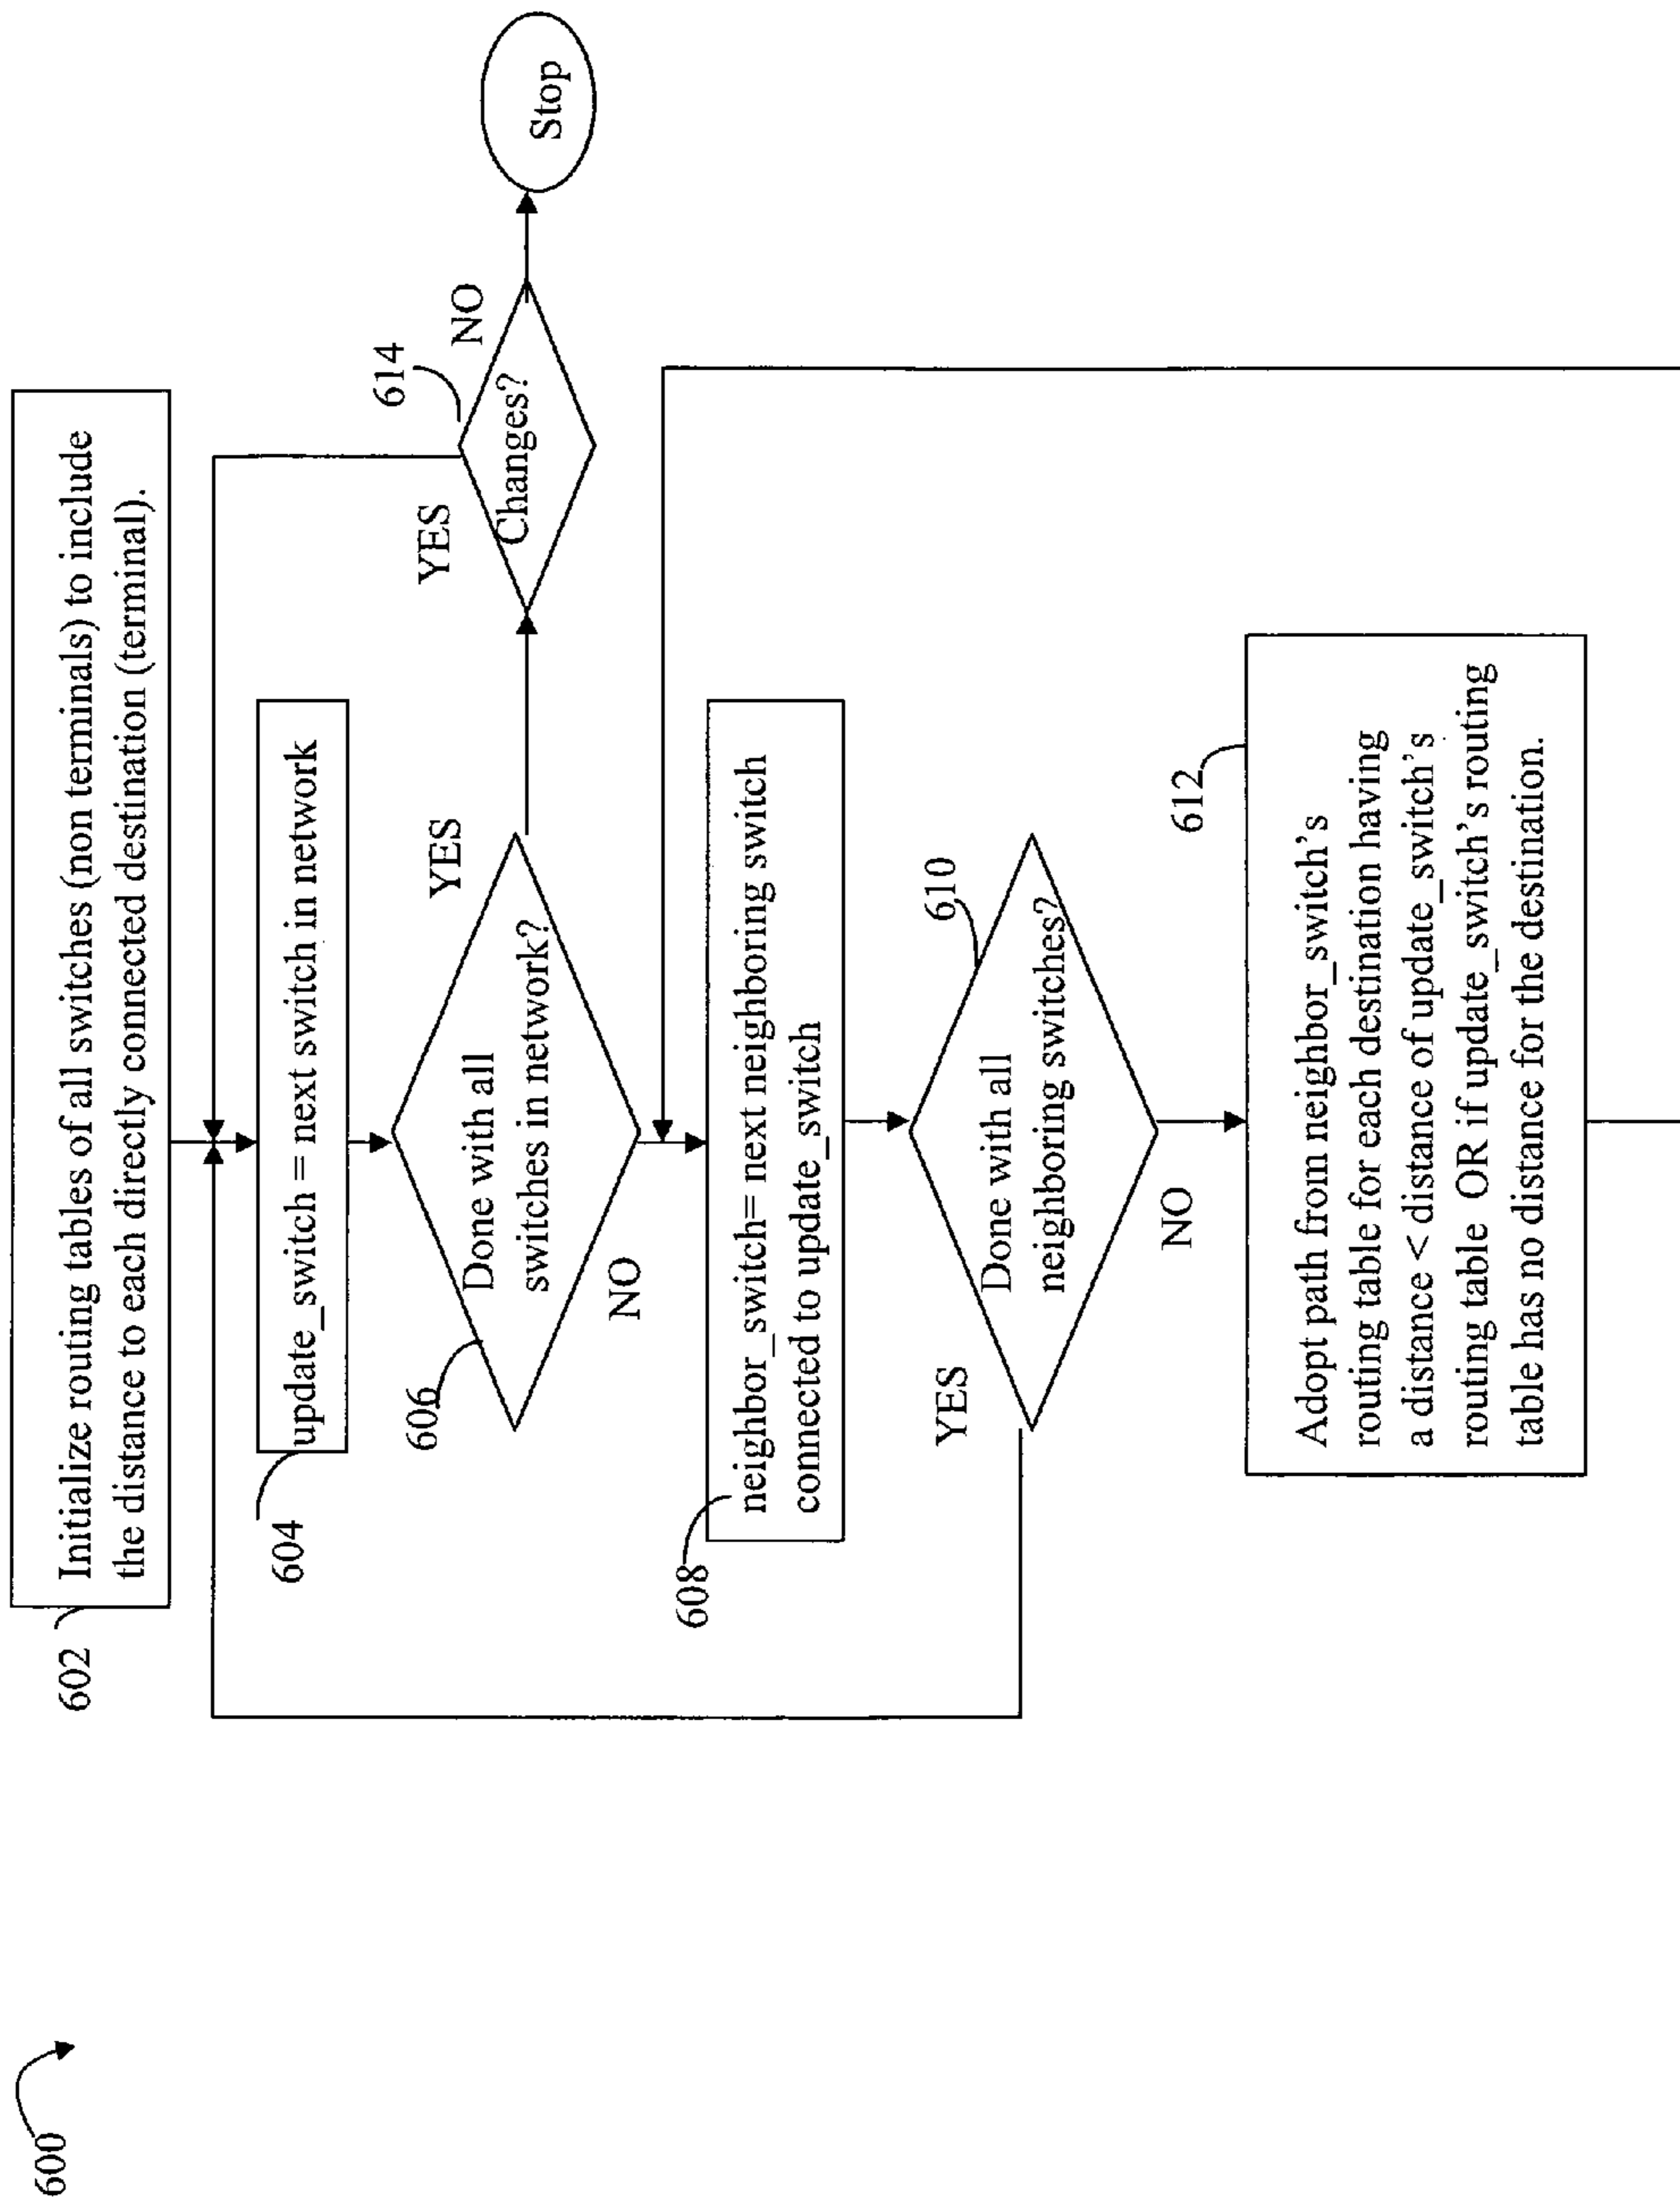 600
602
Initialize routing tables of all switches (non terminals) to include
the distance to each directly connected destination (terminal).
604
update_switch = next switch in network
606
Done with all
switches in network?
YES
NO
614
Changes?
YES
NO
Stop
608
neighbor_switch= next neighboring switch
connected to update_switch
610
Done with all
neighboring switches?
YES
NO
612
Adopt path from neighbor_switch's
routing table for each destination having
a distance < distance of update_switch's
routing table OR if update_switch's routing
table has no distance for the destination.